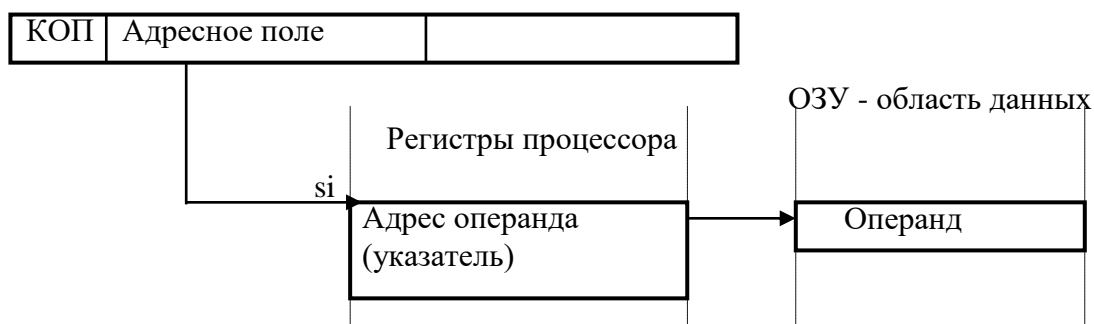 КОП Адресное поле
ОЗУ - область данных
Регистры процессора
si
Адрес операнда
(указатель)
Операнд